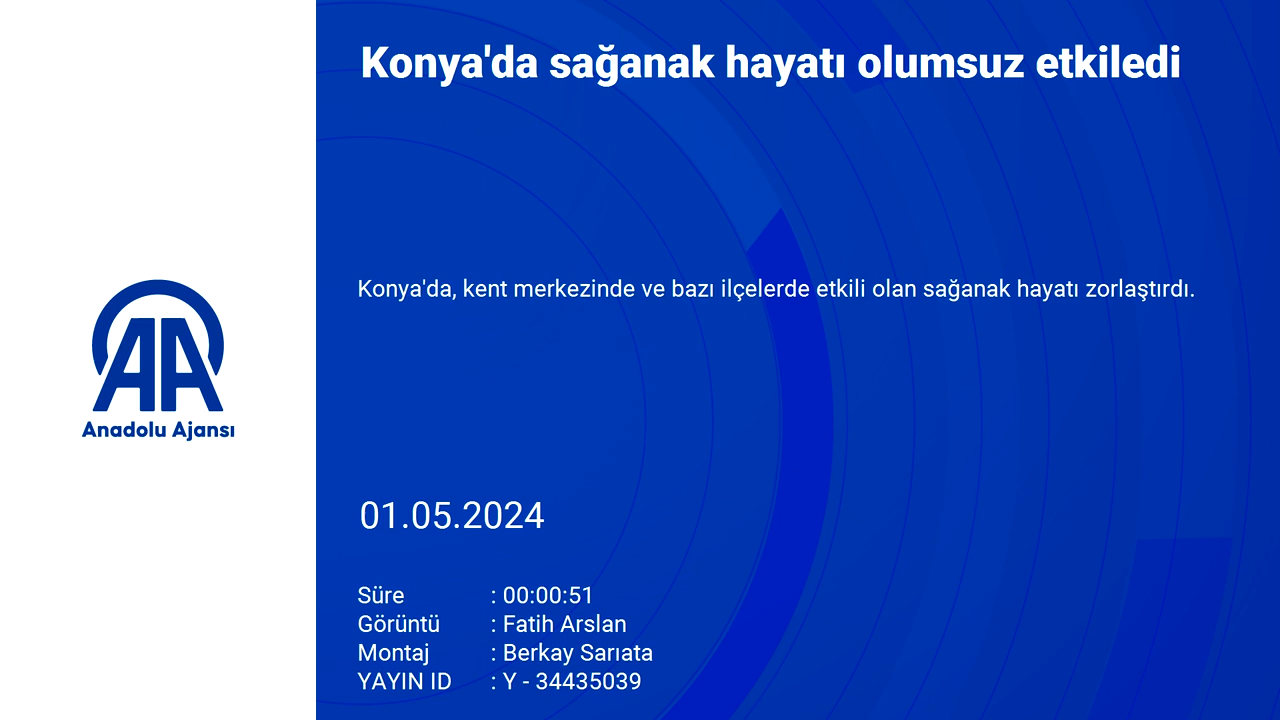 Konya'da sağanak hayatı olumsuz etkiledi
Konya'da, kent merkezinde ve bazı ilçelerde etkili olan sağanak hayatı zorlaştırdı.
AA
Anadolu Ajansı
01.05.2024
Süre : 00:00:51
Görüntü : Fatih Arslan
Montaj : Berkay Sarıata
YAYIN ID : Y - 34435039